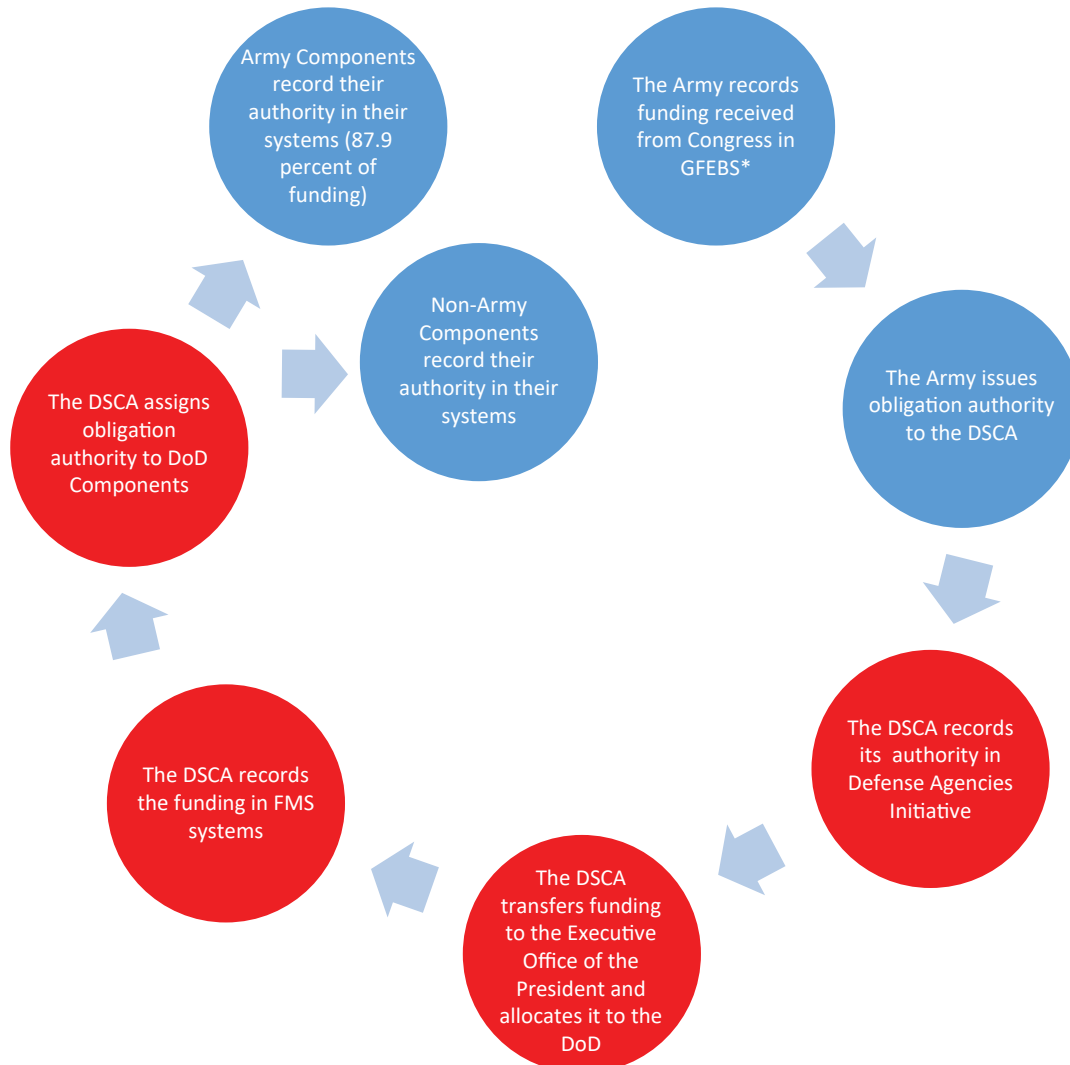 The Army records
funding received
from Congress in
GFEBS*
The Army issues
obligation authority
to the DSCA
The DSCA records
its authority in
Defense Agencies
Initiative
The DSCA
transfers funding
to the Executive
Office of the
President and
allocates it to the
DoD
The DSCA records
the funding in FMS
systems
The DSCA assigns
obligation
authority to DoD
Components
Army Components
record their
authority in their
systems (87.9
percent of
funding)
Non-Army
Components
record their
authority in their
systems